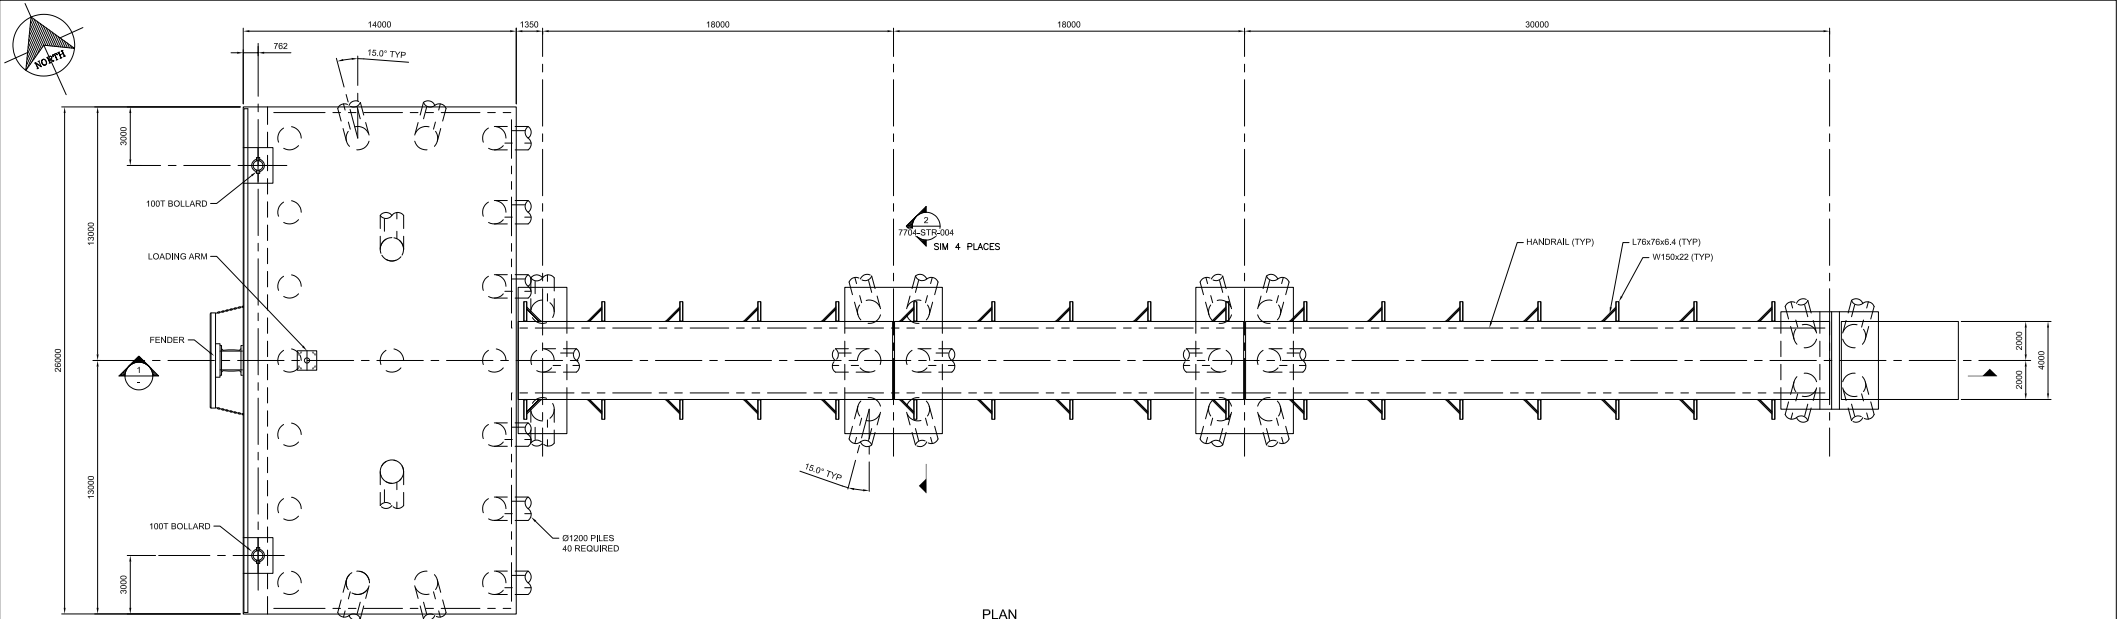 14000
1350
18000
18000
30000
762
15.0° TYP
NORTH
3000
13000
26000
100T BOLLARD
LOADING ARM
FENDER
1
-
2
7704-STR-004
SIM 4 PLACES
HANDRAIL (TYP)
L76x76x6.4 (TYP)
W150x22 (TYP)
2000
4000
2000
15.0° TYP
13000
100T BOLLARD
3000
Ø1200 PILES
40 REQUIRED
PLAN